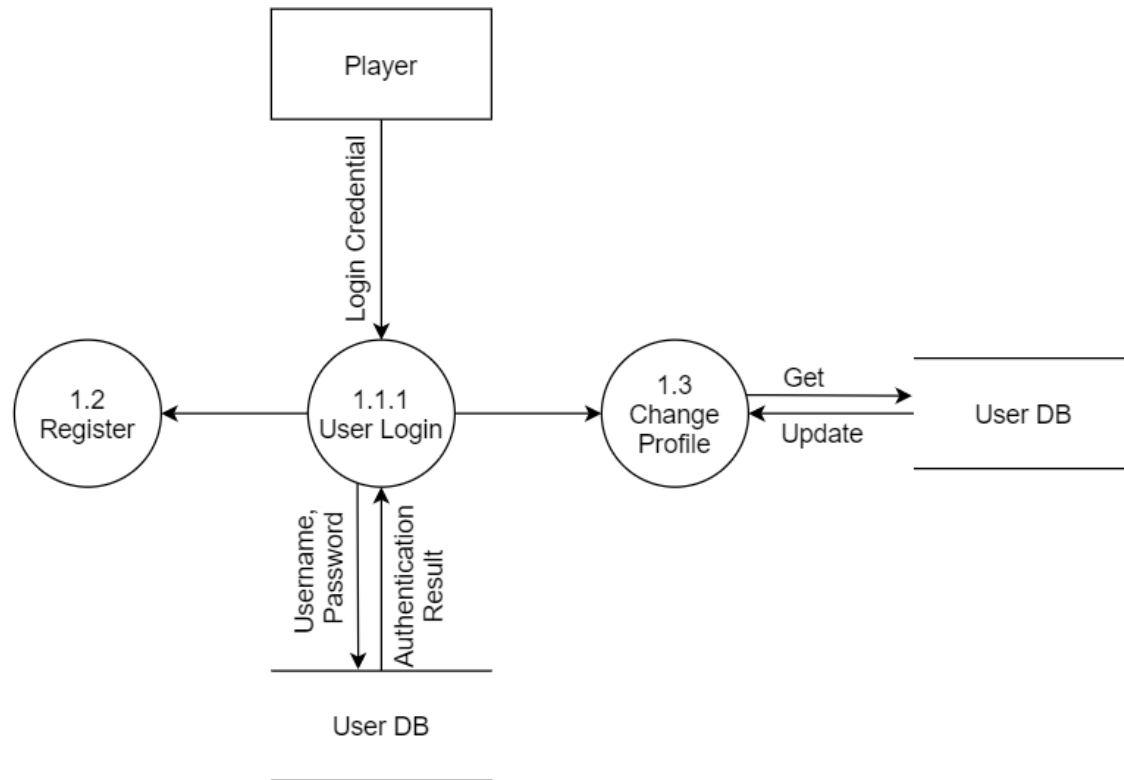 Player
Login Credential
1.2
Register
1.1.1
User Login
1.3
Change
Profile
Get
Update
User DB
Username,
Password
Authentication
Result
User DB